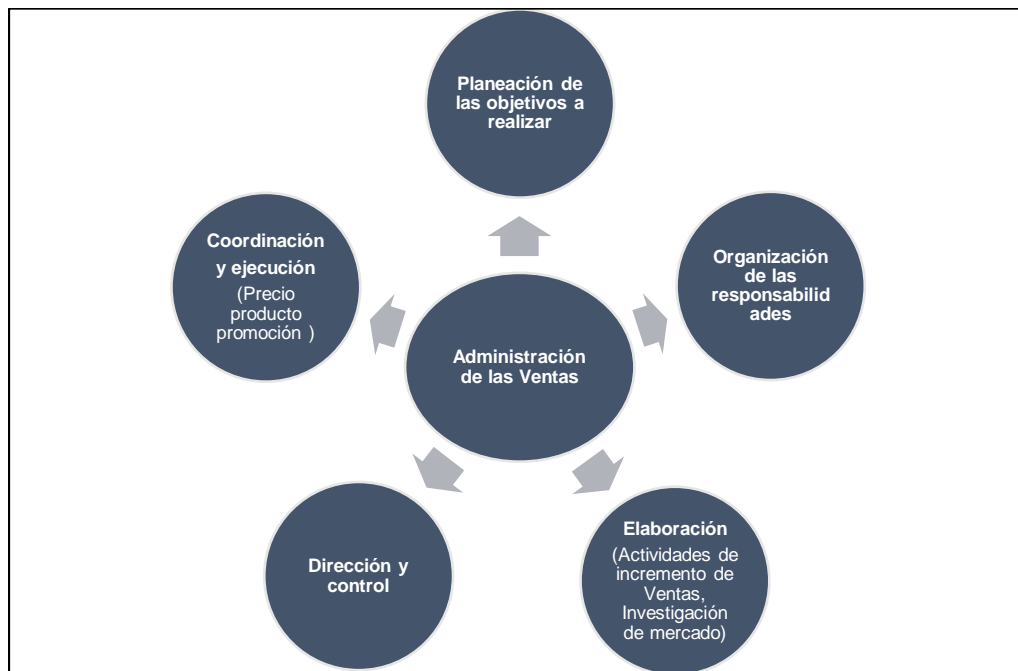 Planeación de
las objetivos a
realizar
Coordinación
y ejecución
(Precio
producto
promoción )
Organización
de las
responsabilid
ades
Administración
de las Ventas
Dirección y
control
Elaboración
(Actividades de
incremento de
Ventas,
Investigación
de mercado)